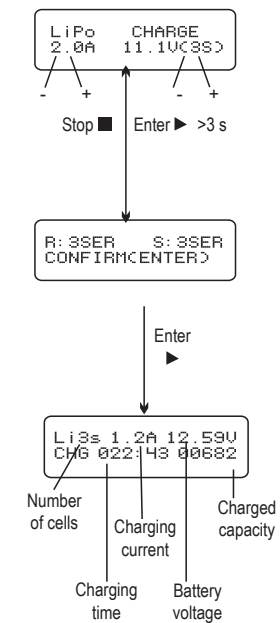 LiPo CHARGE
2.0A 11.1V(3S)
- + - +
Stop ■ Enter ▶ >3 s
R:3SER S:3SER
CONFIRM(ENTER)
Enter
▶
Li3s 1.2A 12.59V
CHG 022:43 00682
Number
of cells
Charging
current
Charged
capacity
Charging
time
Battery
voltage